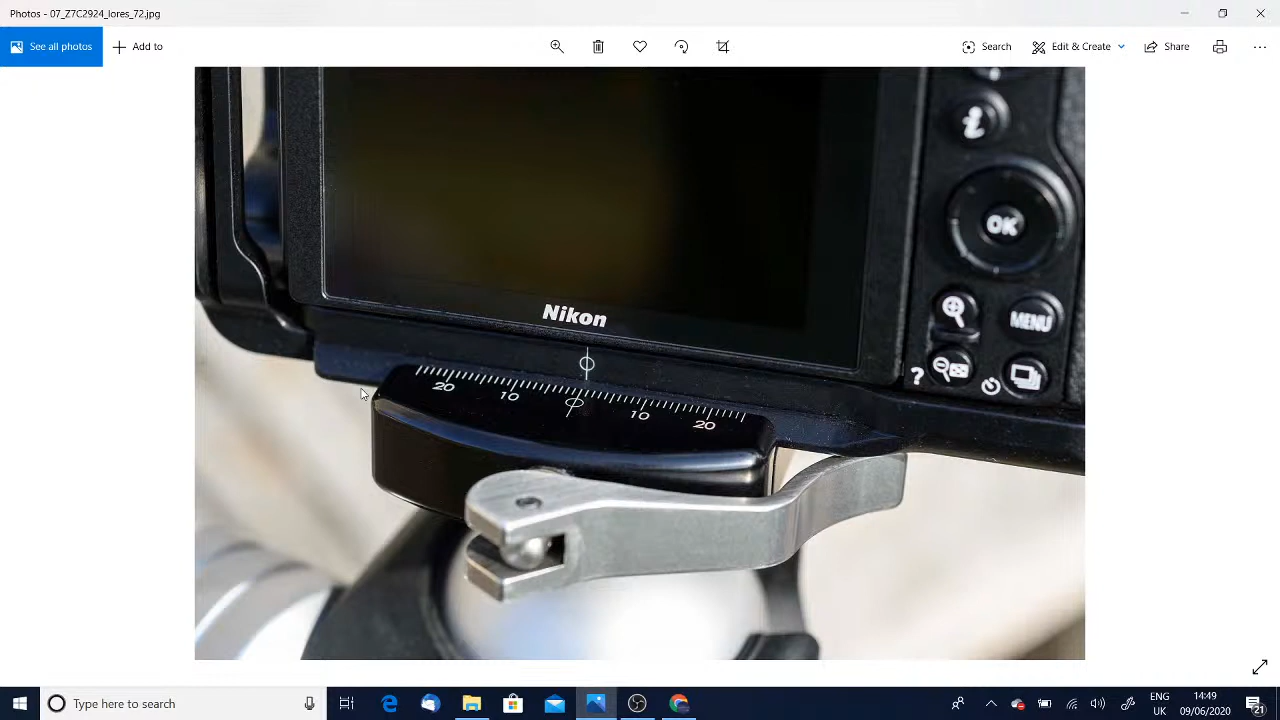 Photos - 07_Z7C2924_lores_72.jpg
See all photos
Add to
Search
Edit & Create
Share
i
OK
Nikon
MENU
?
20 10 10 20
Type here to search
ENG
UK
14:49
09/06/2020
21